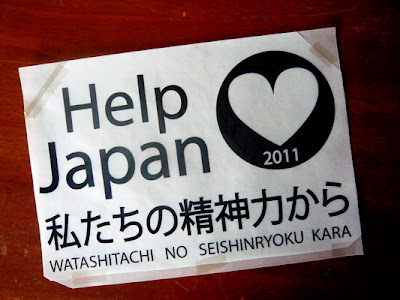 Help
Japan
2011
私たちの精神力から
WATASHITACHI NO SEISHINRYOKU KARA